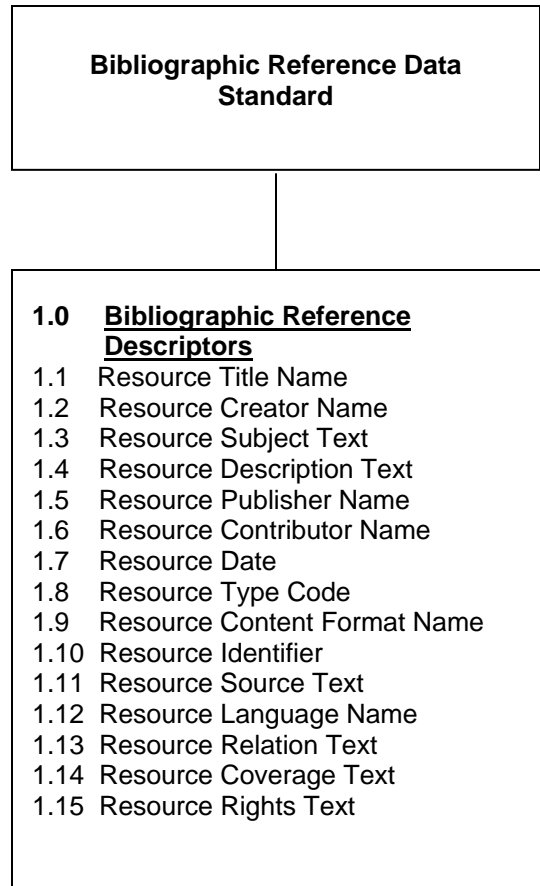 Bibliographic Reference Data
Standard
1.0 Bibliographic Reference
Descriptors
1.1 Resource Title Name
1.2 Resource Creator Name
1.3 Resource Subject Text
1.4 Resource Description Text
1.5 Resource Publisher Name
1.6 Resource Contributor Name
1.7 Resource Date
1.8 Resource Type Code
1.9 Resource Content Format Name
1.10 Resource Identifier
1.11 Resource Source Text
1.12 Resource Language Name
1.13 Resource Relation Text
1.14 Resource Coverage Text
1.15 Resource Rights Text